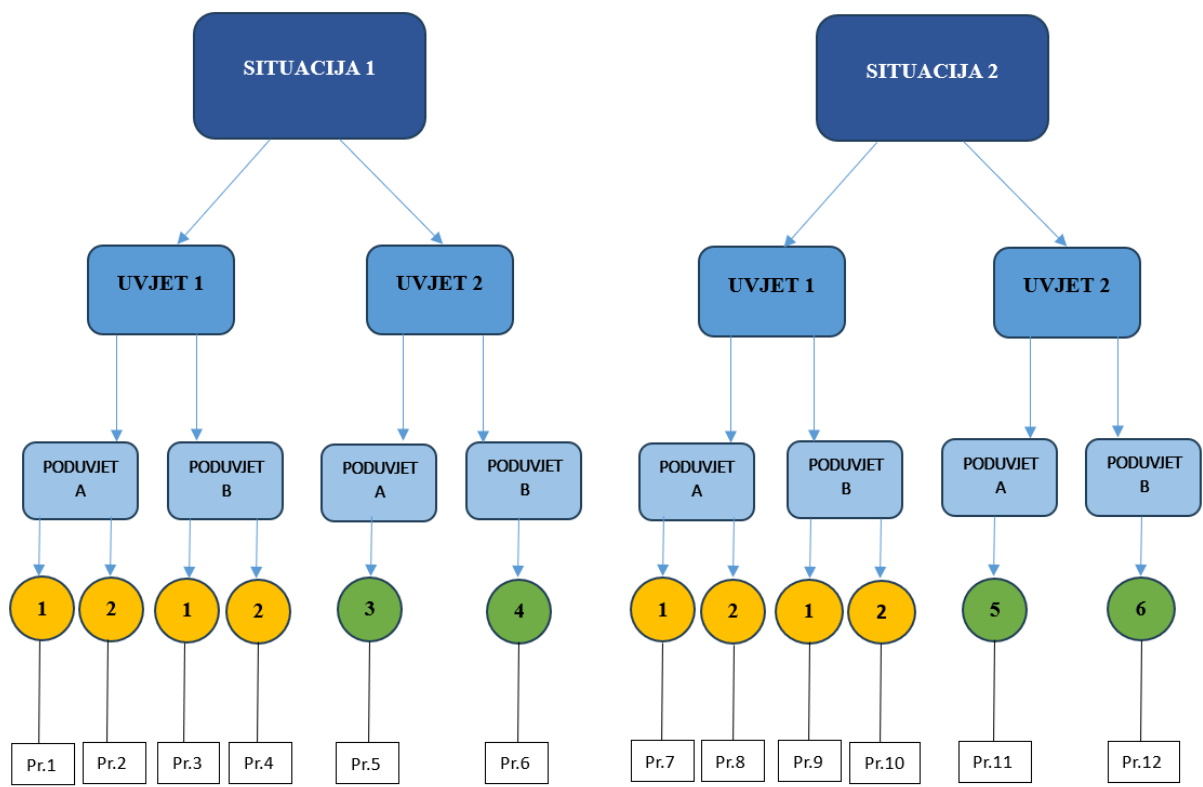 SITUACIJA 1
SITUACIJA 2
UVJET 1
UVJET 2
UVJET 1
UVJET 2
PODUVJET
A
PODUVJET
B
PODUVJET
A
PODUVJET
B
PODUVJET
A
PODUVJET
B
PODUVJET
A
PODUVJET
B
1
2
1
2
3
4
1
2
1
2
5
6
Pr.1
Pr.2
Pr.3
Pr.4
Pr.5
Pr.6
Pr.7
Pr.8
Pr.9
Pr.10
Pr.11
Pr.12